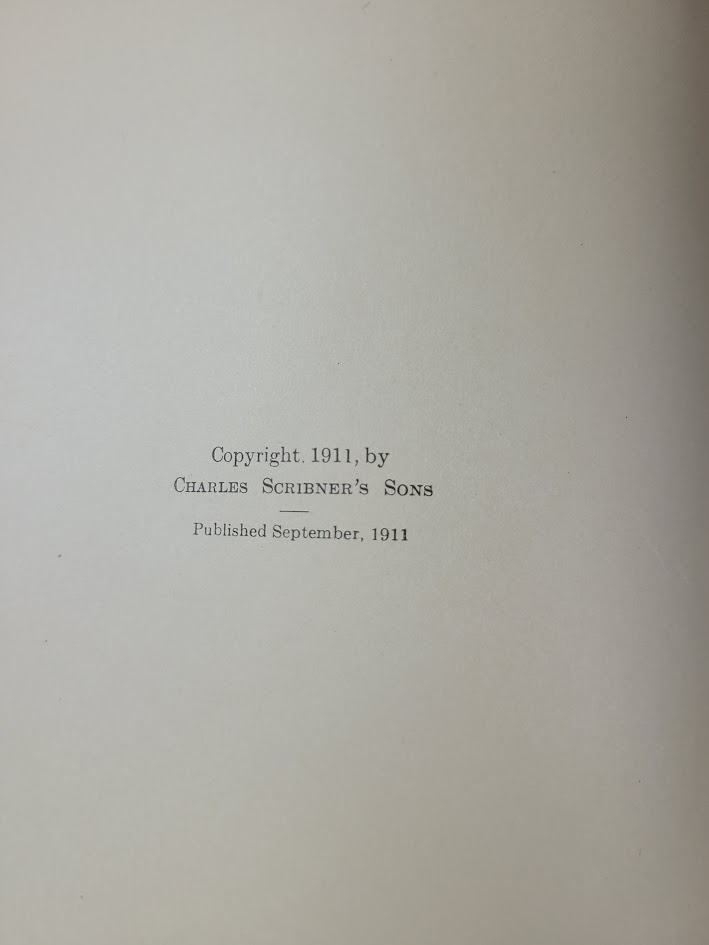 Copyright. 1911, by
CHARLES SCRIBNER'S SONS
Published September, 1911